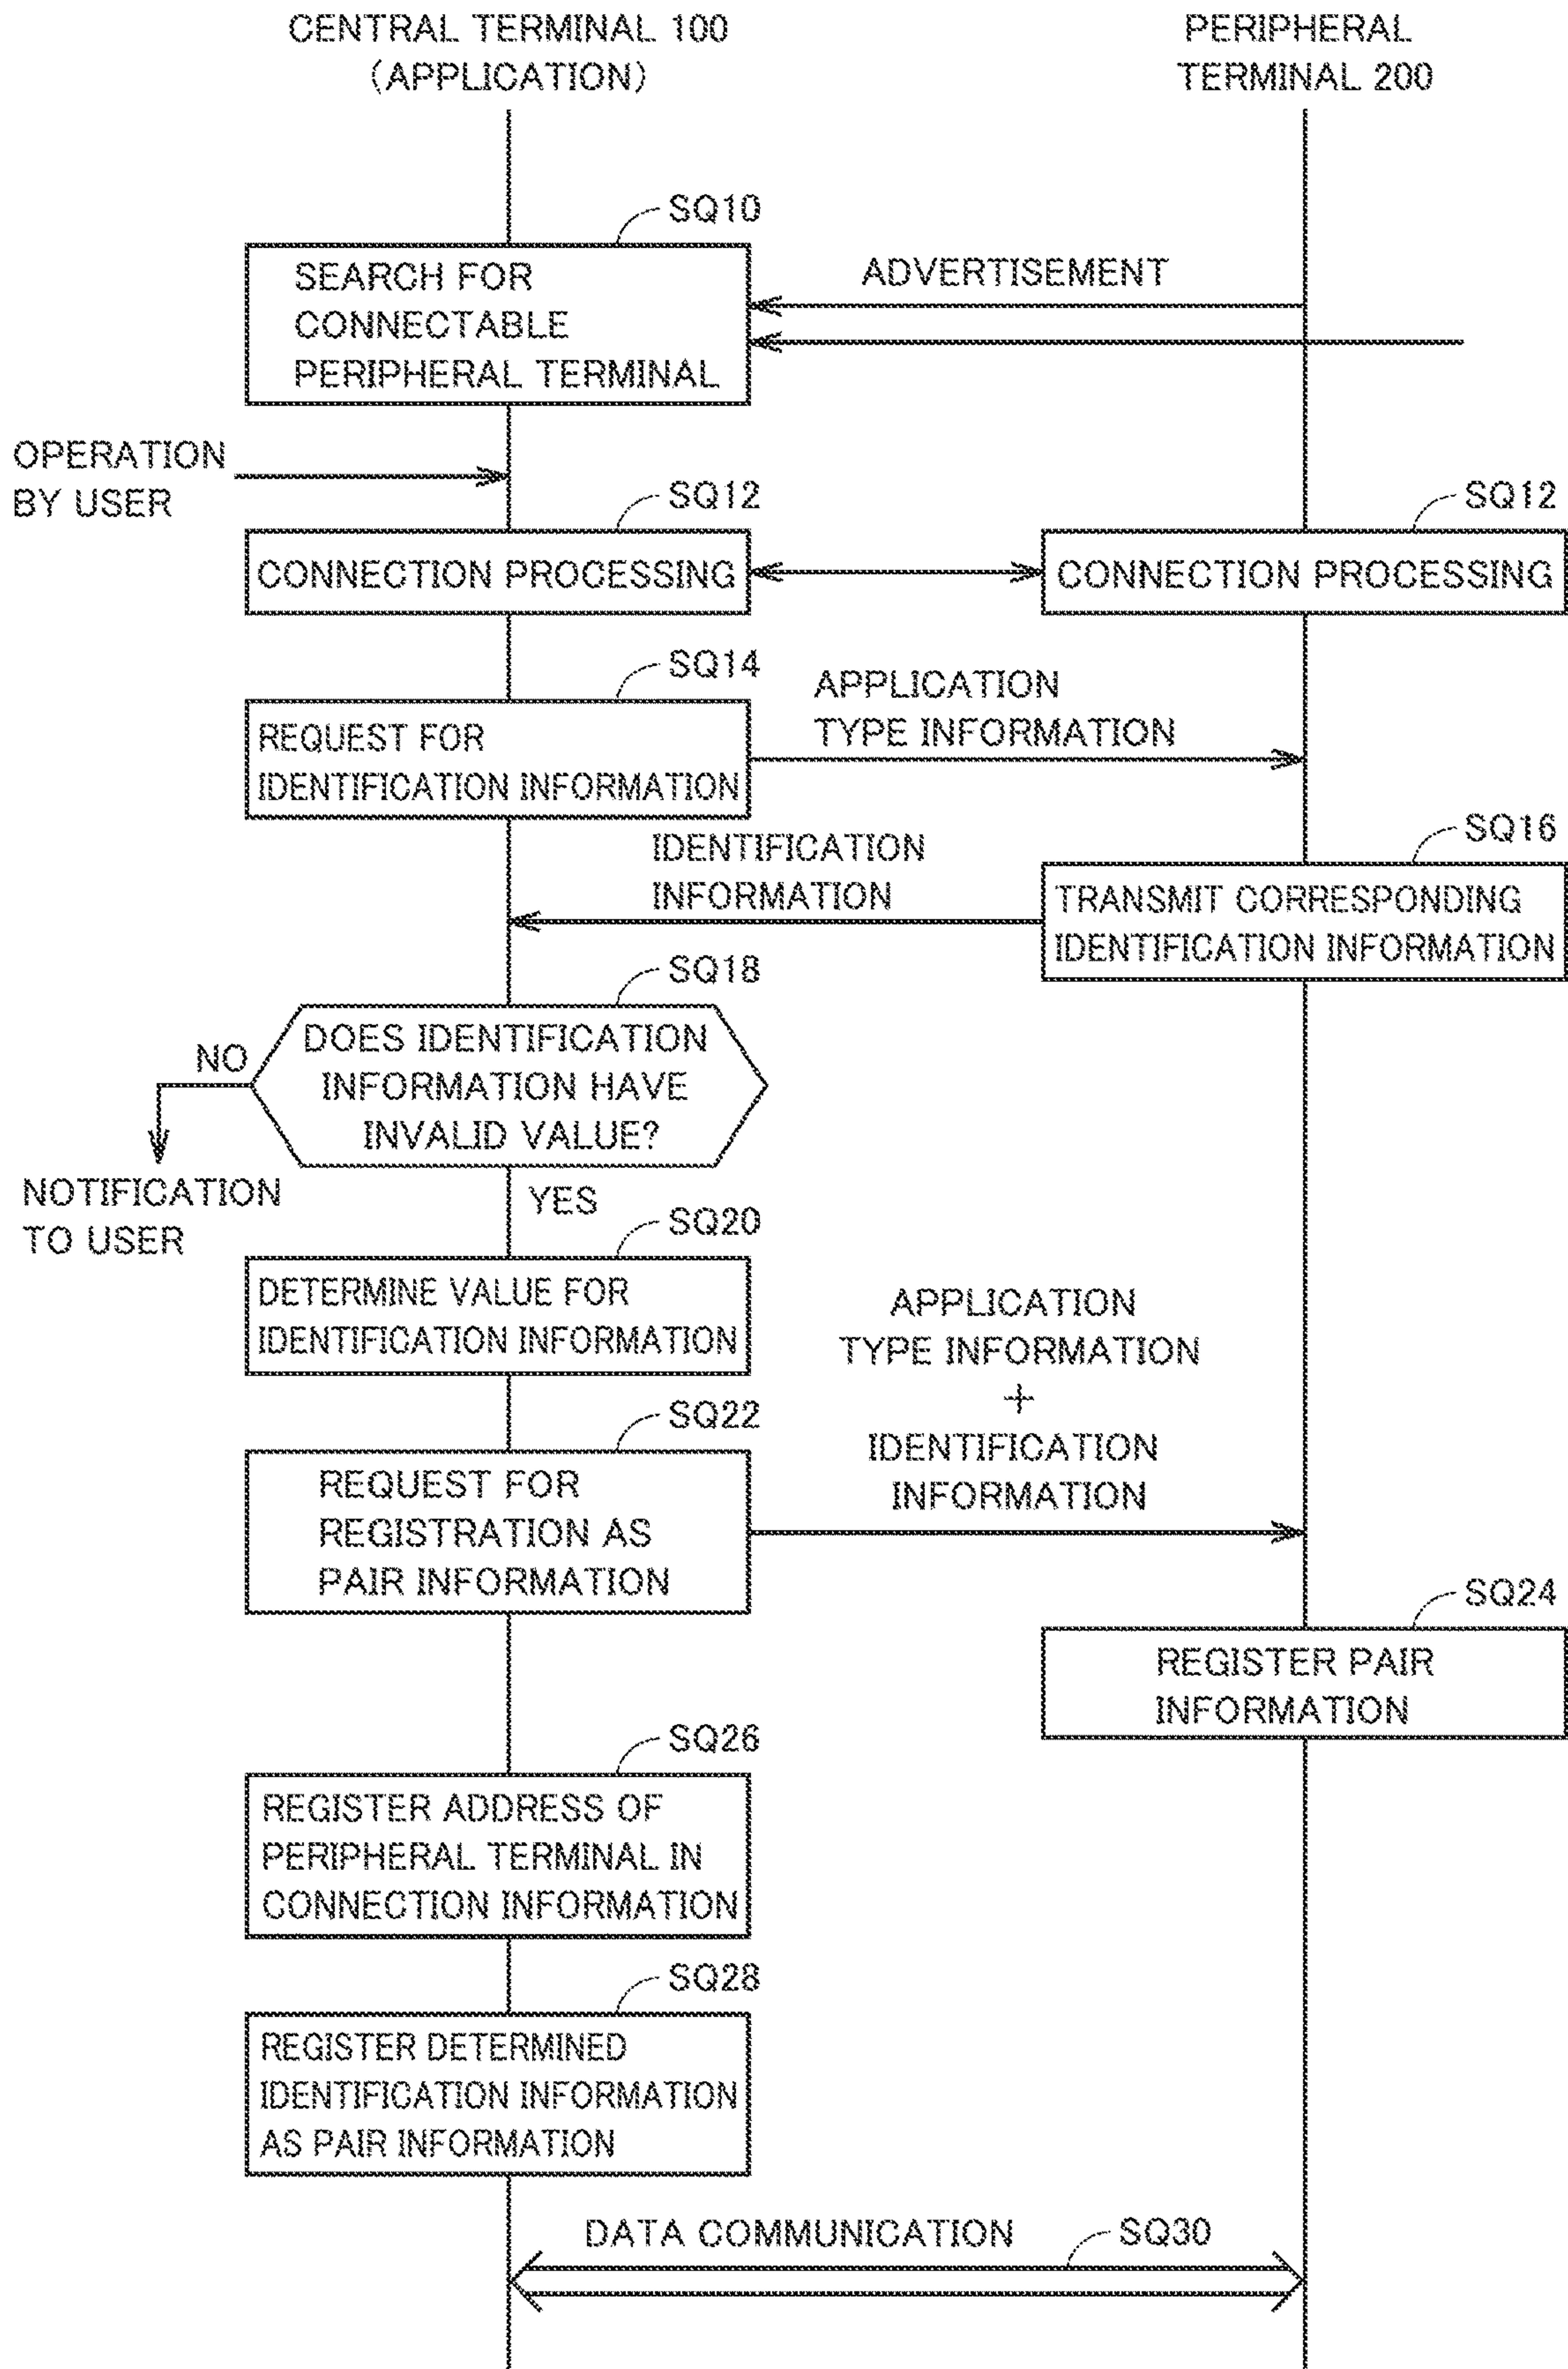 CENTRAL TERMINAL 100
(APPLICATION)
PERIPHERAL
TERMINAL 200
SQ10
SEARCH FOR
CONNECTABLE
PERIPHERAL TERMINAL
ADVERTISEMENT
OPERATION
BY USER
SQ12
CONNECTION PROCESSING
SQ12
CONNECTION PROCESSING
SQ14
REQUEST FOR
IDENTIFICATION INFORMATION
APPLICATION
TYPE INFORMATION
SQ16
TRANSMIT CORRESPONDING
IDENTIFICATION INFORMATION
IDENTIFICATION
INFORMATION
SQ18
DOES IDENTIFICATION
INFORMATION HAVE
INVALID VALUE?
NO
NOTIFICATION
TO USER
YES
SQ20
DETERMINE VALUE FOR
IDENTIFICATION INFORMATION
SQ22
REQUEST FOR
REGISTRATION AS
PAIR INFORMATION
APPLICATION
TYPE INFORMATION
+
IDENTIFICATION
INFORMATION
SQ24
REGISTER PAIR
INFORMATION
SQ26
REGISTER ADDRESS OF
PERIPHERAL TERMINAL IN
CONNECTION INFORMATION
SQ28
REGISTER DETERMINED
IDENTIFICATION INFORMATION
AS PAIR INFORMATION
DATA COMMUNICATION
SQ30